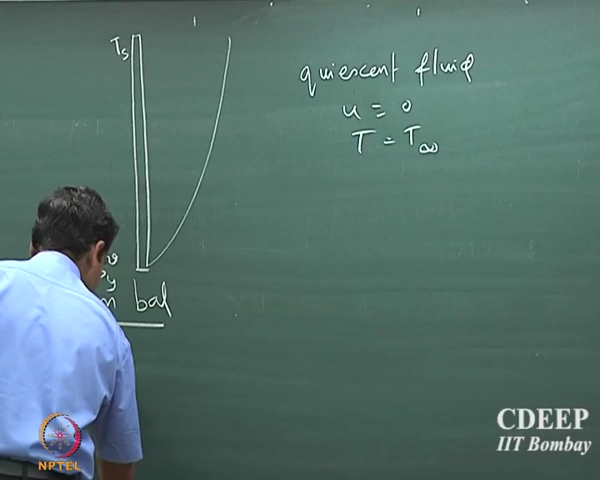 Ts
quiescent fluid
u ≡ 0
T = T∞
bal
CDEEP
IIT Bombay
NPTEL